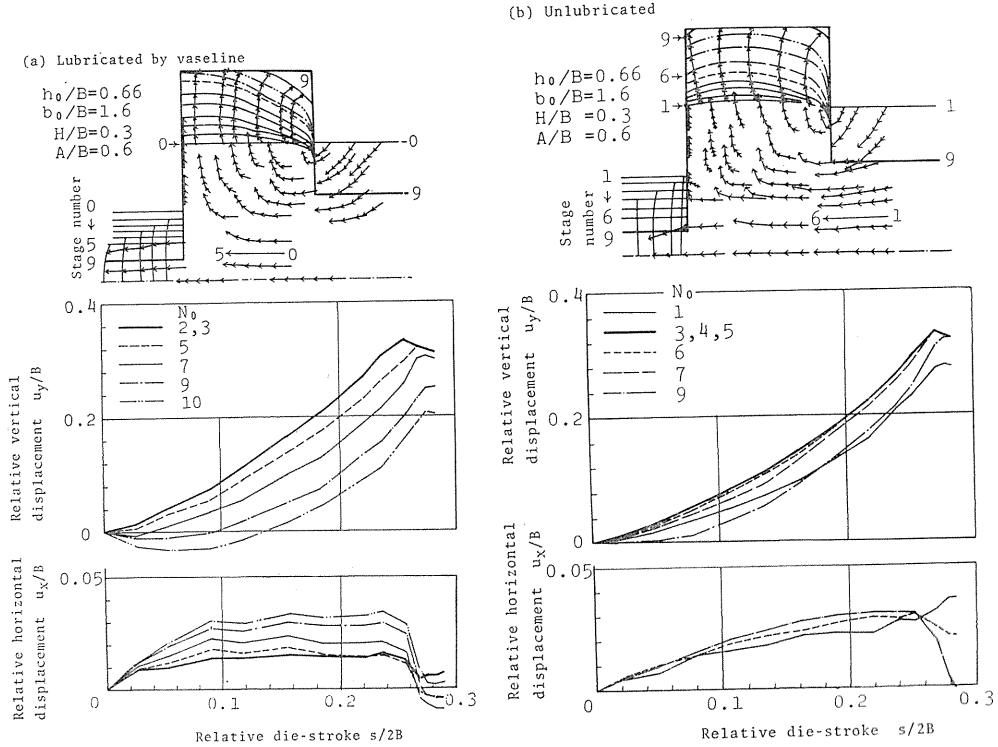 (a) Lubricated by vaseline
h₀/B=0.66
b₀/B=1.6
H/B=0.3
A/B=0.6
9
0
0
9
Stage number
0
5
9
5
0
0.4
0.2
0
N₀
2,3
5
7
9
10
Relative vertical
displacement u_y/B
0.05
Relative horizontal
displacement u_x/B
0
0.1
0.2
0.3
Relative die-stroke s/2B
(b) Unlubricated
h₀/B=0.66
b₀/B=1.6
H/B =0.3
A/B=0.6
9
6
1
1
9
Stage
number
1
6
9
6
1
0.4
0.2
0
N₀
1
3,4,5
6
7
9
Relative vertical
displacement u_y/B
0.05
Relative horizontal
displacement u_x/B
0
0.1
0.2
0.3
Relative die-stroke s/2B